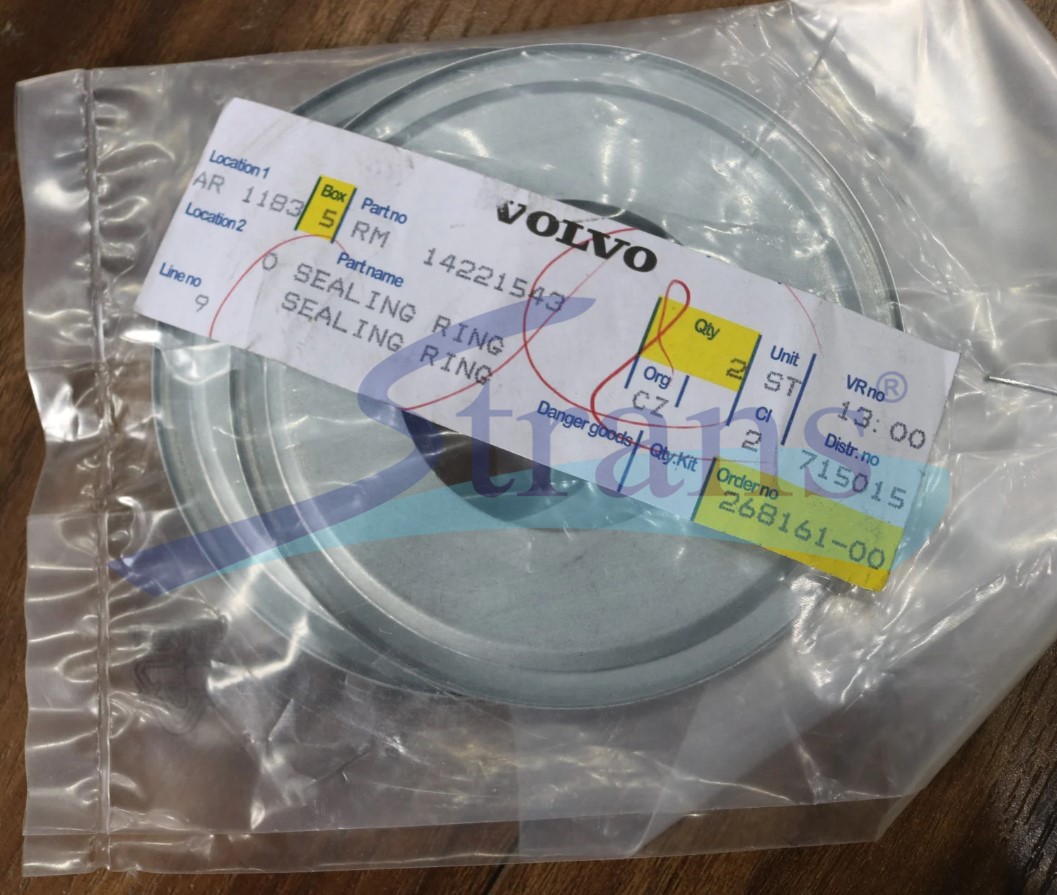 VOLVO
Location 1
AR 1183
Box
5
Part no
RM 14221543
Location 2
Part name
0 SEALING RING
SEALING RING
Line no
9
Qty
2
Unit
ST
VR no
13:00
Org
CZ
Cl
2
Distr. no
715015
Danger goods
Qty. Kit
Order no
268161-00
Strans®